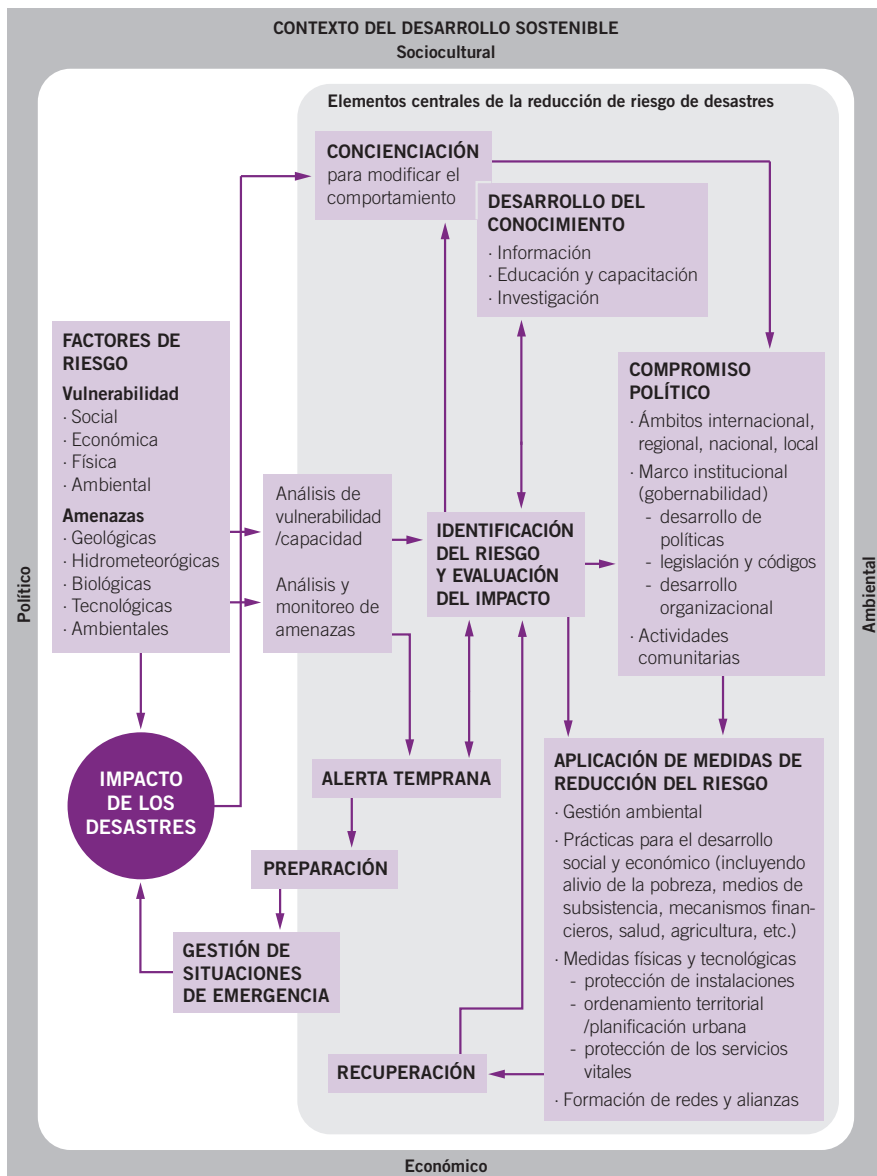 CONTEXTO DEL DESARROLLO SOSTENIBLE
Sociocultural
Elementos centrales de la reducción de riesgo de desastres
CONCIENCIACIÓN
para modificar el
comportamiento
DESARROLLO DEL
CONOCIMIENTO
· Información
· Educación y capacitación
· Investigación
FACTORES DE
RIESGO
Vulnerabilidad
· Social
· Económica
· Física
· Ambiental
Amenazas
· Geológicas
· Hidrometeorógicas
· Biológicas
· Tecnológicas
· Ambientales
Análisis de
vulnerabilidad
/capacidad
Análisis y
monitoreo de
amenazas
IDENTIFICACIÓN
DEL RIESGO
Y EVALUACIÓN
DEL IMPACTO
COMPROMISO
POLÍTICO
· Ámbitos internacional,
regional, nacional, local
· Marco institucional
(gobernabilidad)
- desarrollo de
políticas
- legislación y códigos
- desarrollo
organizacional
· Actividades
comunitarias
Político
Ambiental
IMPACTO
DE LOS
DESASTRES
ALERTA TEMPRANA
PREPARACIÓN
GESTIÓN DE
SITUACIONES
DE EMERGENCIA
APLICACIÓN DE MEDIDAS DE
REDUCCIÓN DEL RIESGO
· Gestión ambiental
· Prácticas para el desarrollo
social y económico (incluyendo
alivio de la pobreza, medios de
subsistencia, mecanismos finan-
cieros, salud, agricultura, etc.)
· Medidas físicas y tecnológicas
- protección de instalaciones
- ordenamiento territorial
/planificación urbana
- protección de los servicios
vitales
· Formación de redes y alianzas
RECUPERACIÓN
Económico